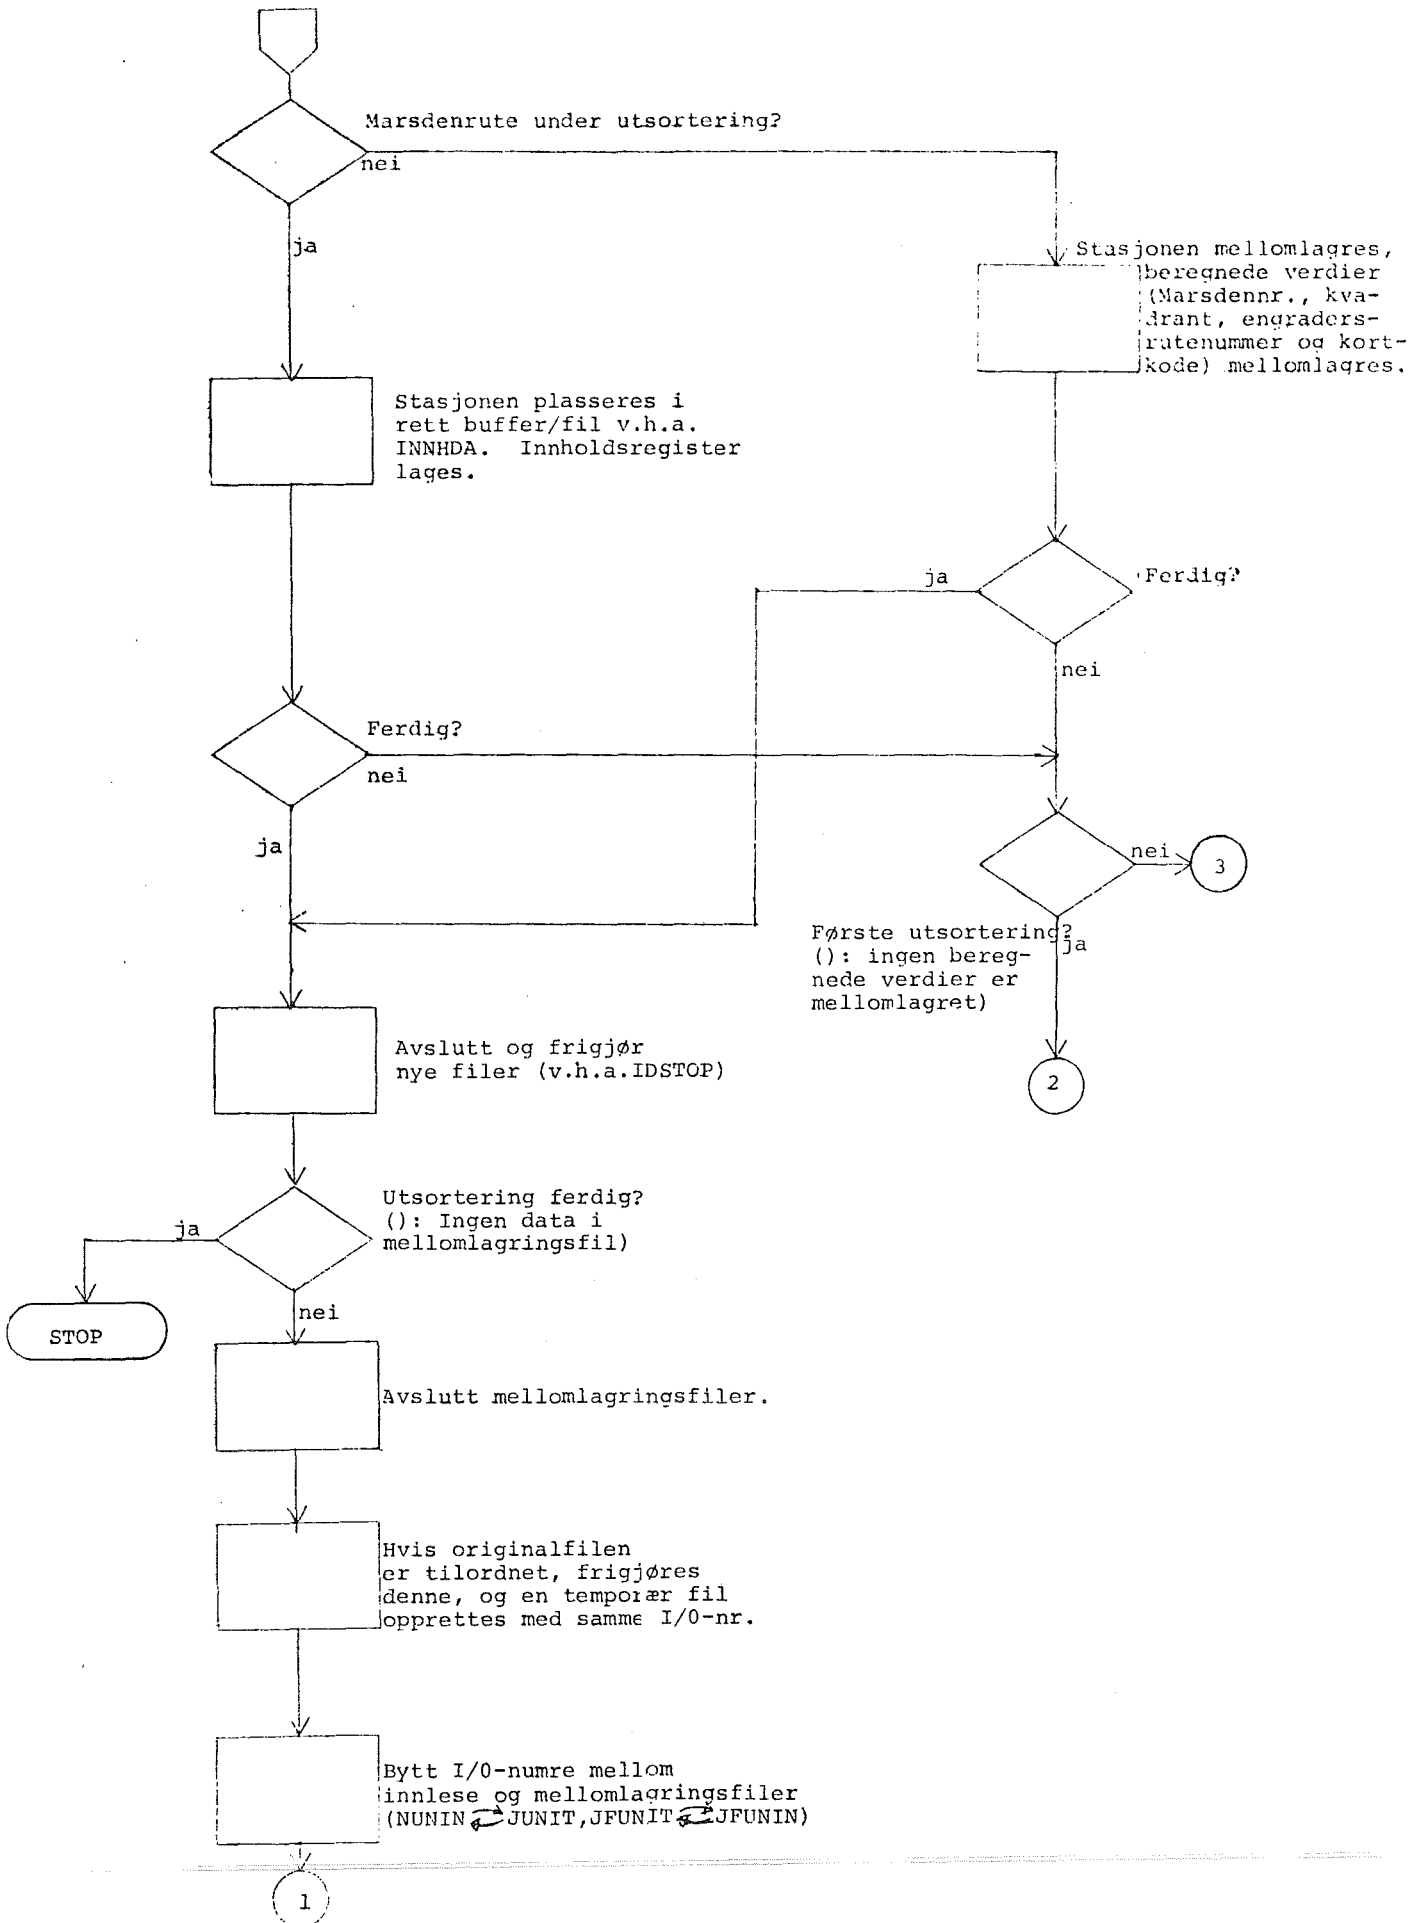 Marsdenrute under utsortering?
nei
ja
Stasjonen mellomlagres,
beregnede verdier
(Marsdennr., kva-
drant, engraders-
rutenummer og kort-
kode) mellomlagres.
Stasjonen plasseres i
rett buffer/fil v.h.a.
INNHDA. Innholdsregister
lages.
ja
Ferdig?
nei
Ferdig?
nei
ja
nei
3
Første utsortering?
ja
(): ingen bereg-
nede verdier er
mellomlagret)
2
Avslutt og frigjør
nye filer (v.h.a.IDSTOP)
Utsortering ferdig?
(): Ingen data i
mellomlagringsfil)
ja
STOP
nei
Avslutt mellomlagringsfiler.
Hvis originalfilen
er tilordnet, frigjøres
denne, og en temporær fil
opprettes med samme I/O-nr.
Bytt I/O-numre mellom
innlese og mellomlagringsfiler
(NUNIN⇄JUNIT,JFUNIT⇄JFUNIN)
1